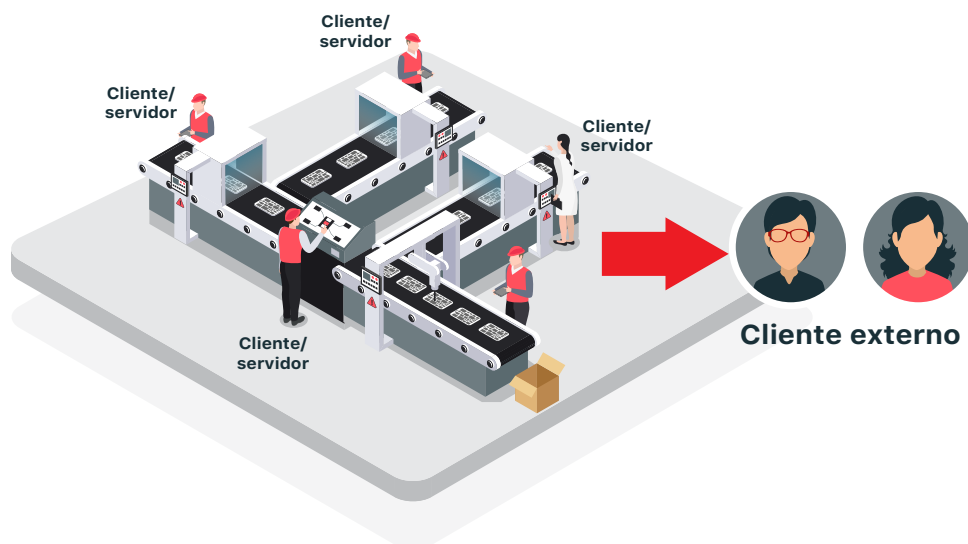 Cliente/
servidor
Cliente/
servidor
Cliente/
servidor
Cliente/
servidor
Cliente externo